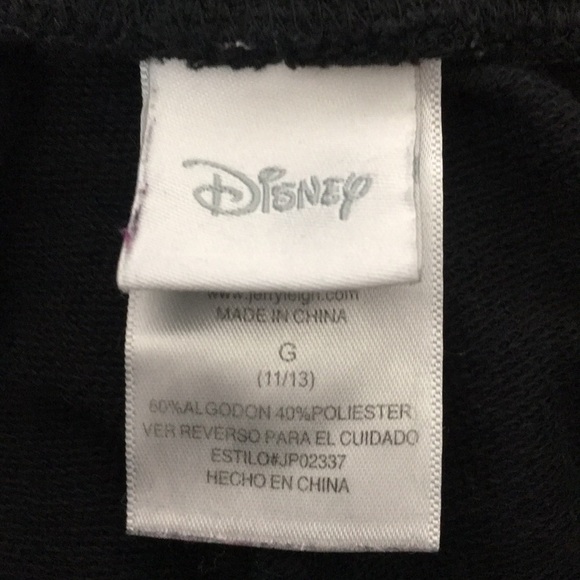 Disney
www.jerryleigh.com
MADE IN CHINA
G
(11/13)
60%ALGODON 40%POLIESTER
VER REVERSO PARA EL CUIDADO
ESTILO#JP02337
HECHO EN CHINA